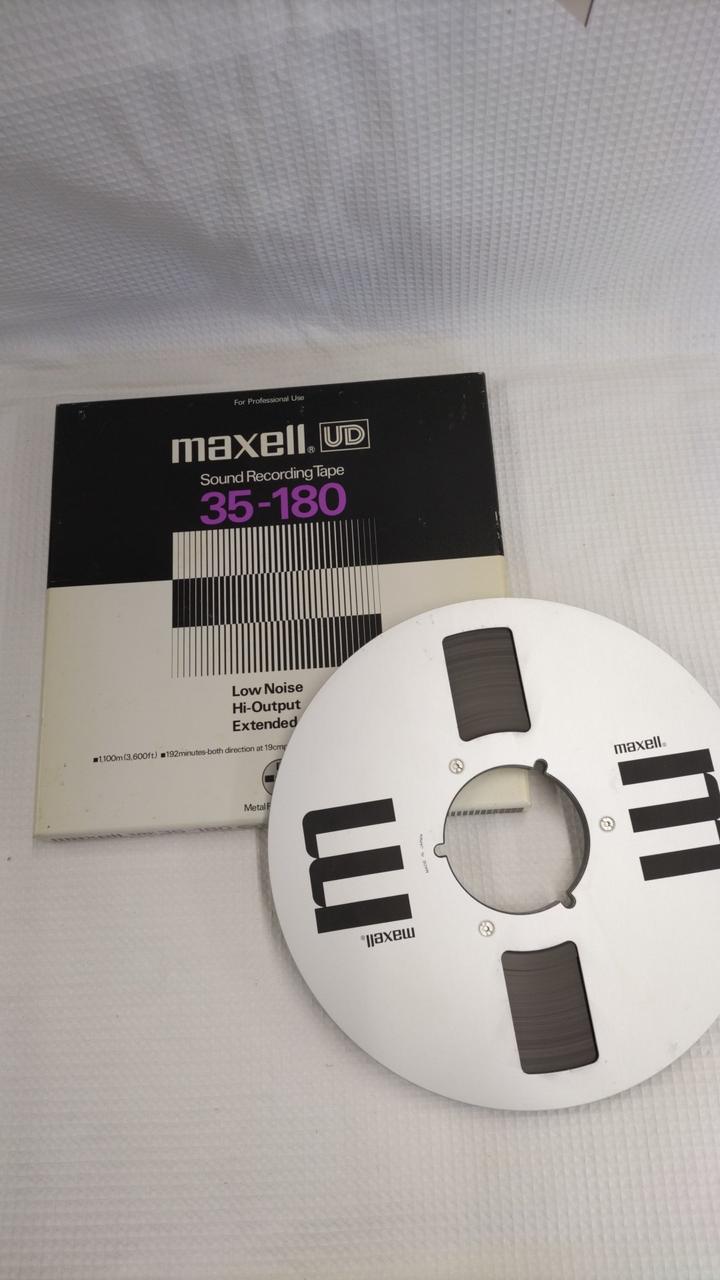 For Professional Use
maxell® UD
Sound Recording Tape
35-180
Low Noise
Hi-Output
Extended
■1,100m (3,600ft) ■192minutes-both direction at 19cm
Metal
maxell®
m
m
maxell®